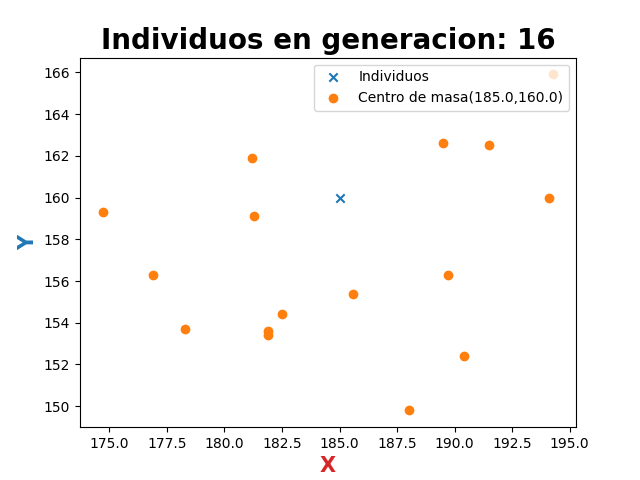 Individuos en generacion: 16
Individuos
Centro de masa(185.0,160.0)
166
164
162
160
158
156
154
152
150
Y
175.0 177.5 180.0 182.5 185.0 187.5 190.0 192.5 195.0
X